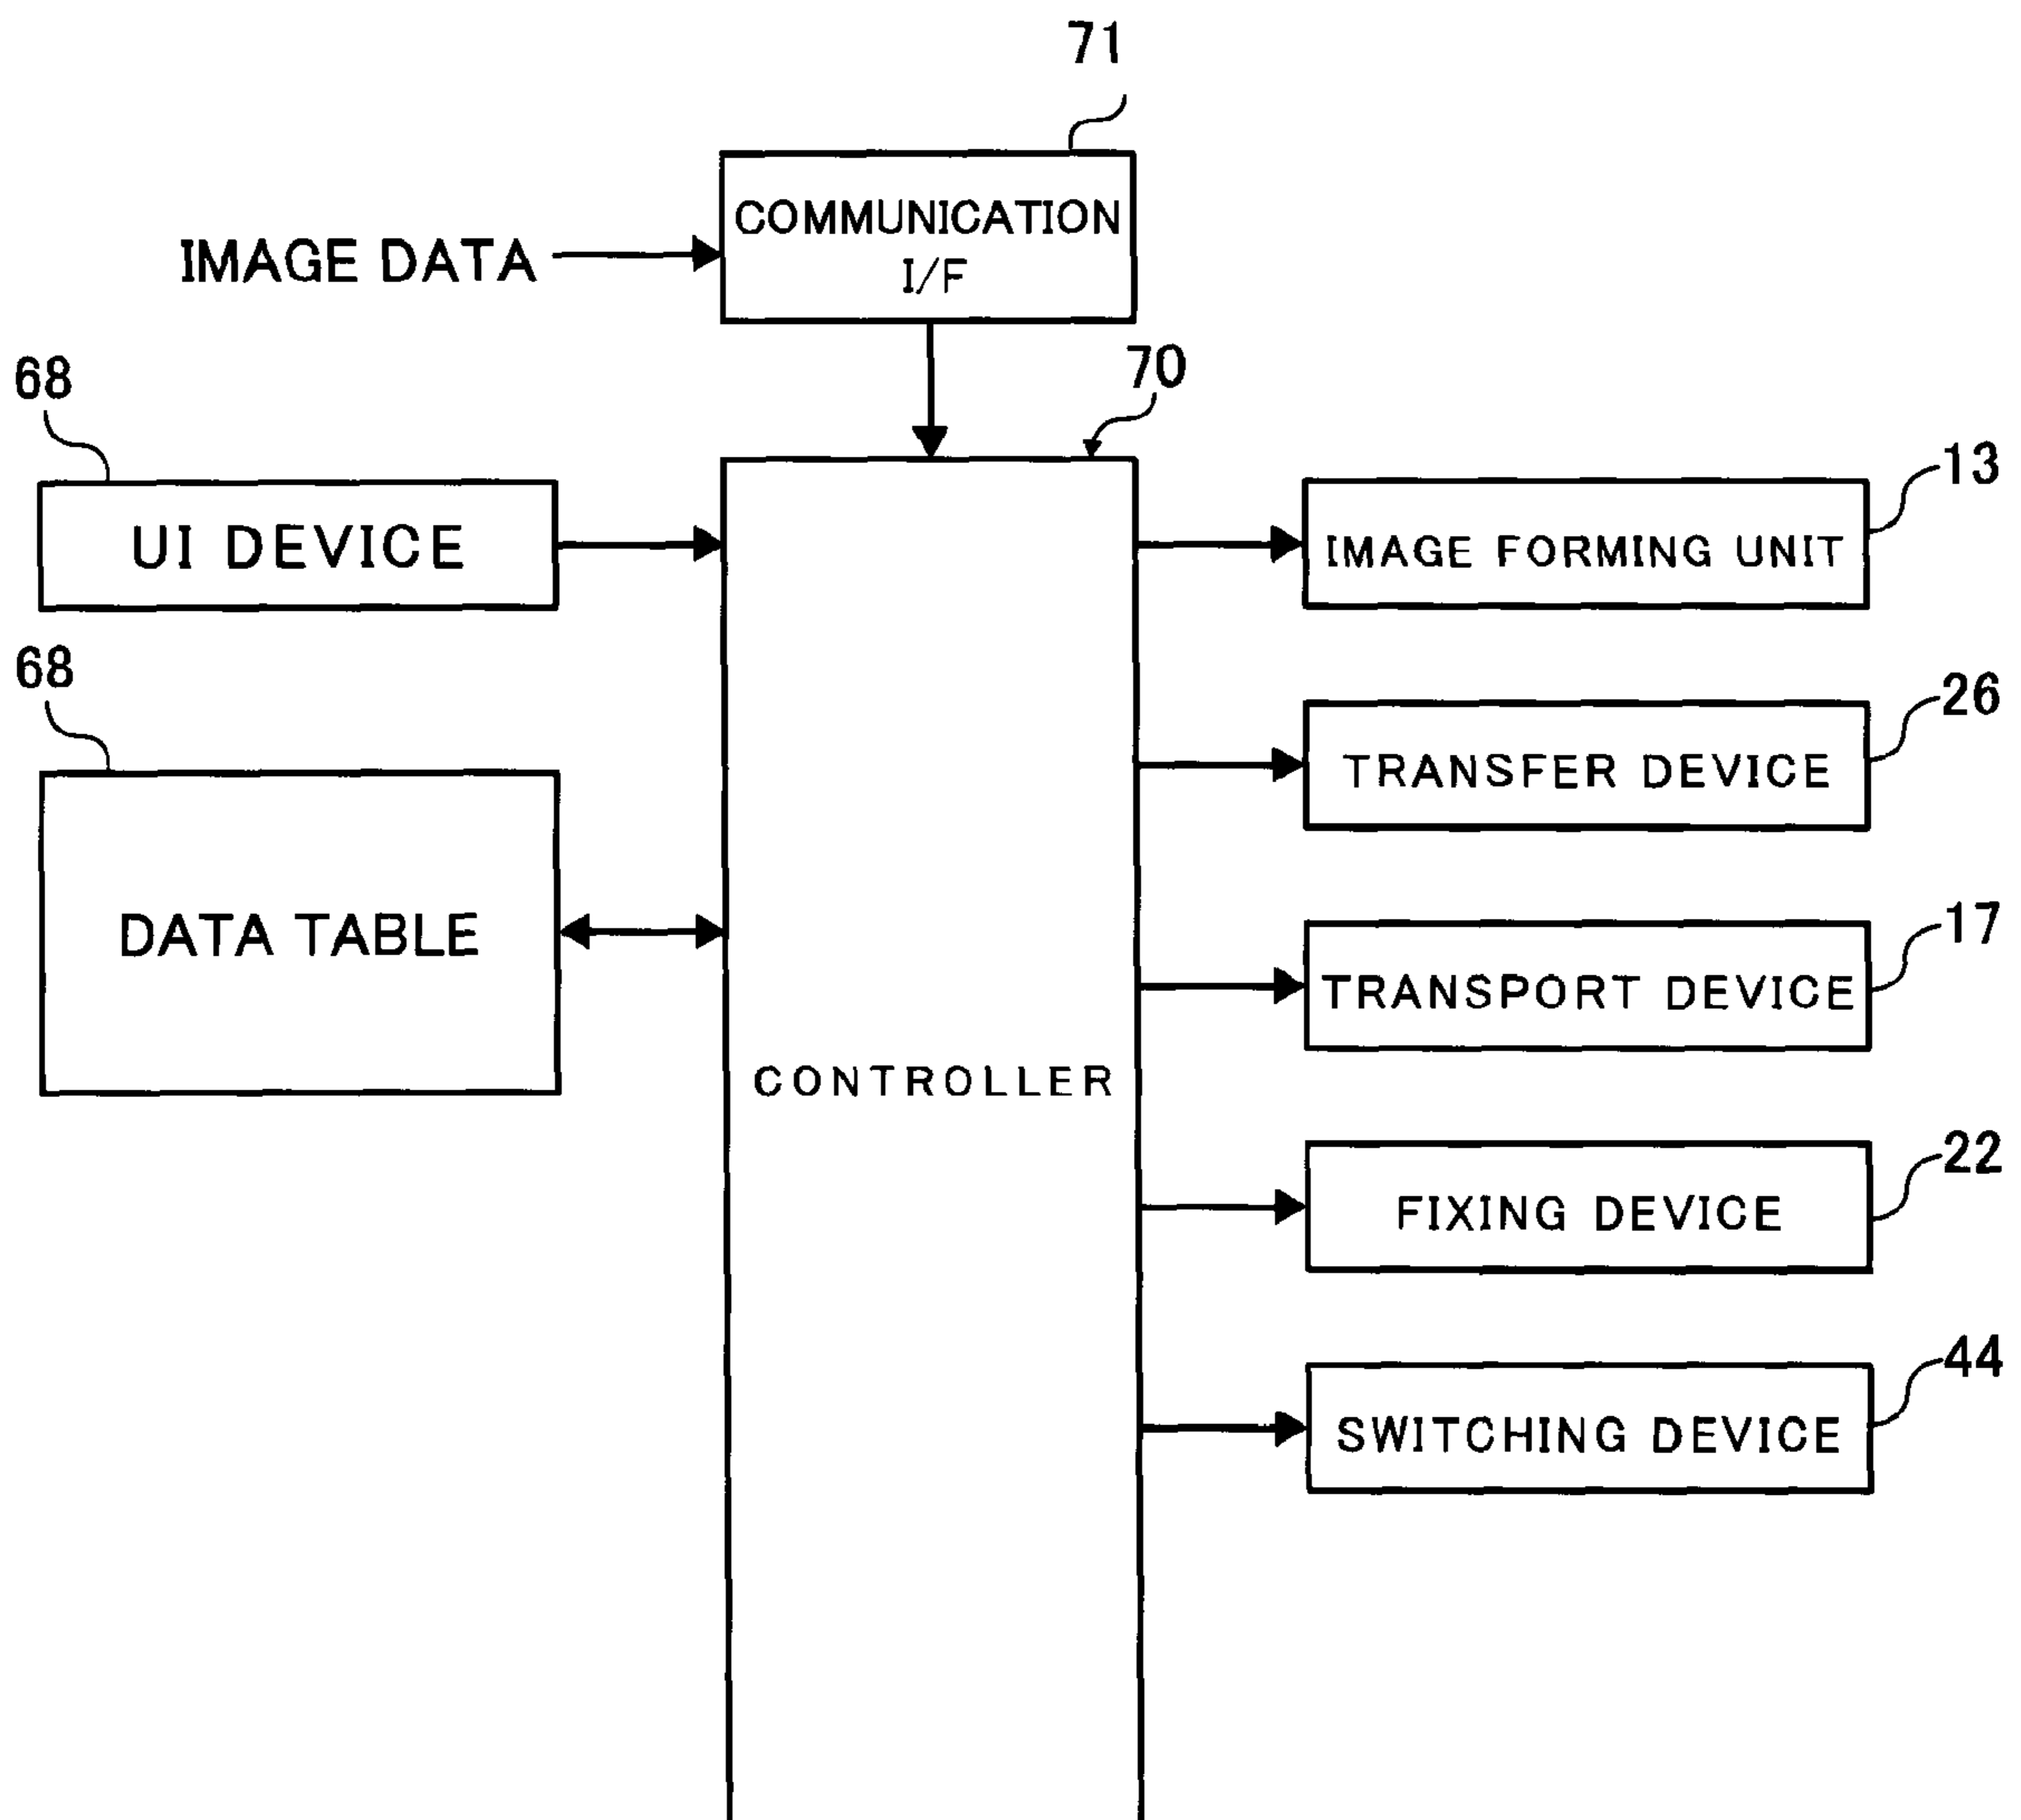 71
COMMUNICATION
I/F
IMAGE DATA
70
68
UI DEVICE
13
IMAGE FORMING UNIT
68
DATA TABLE
26
TRANSFER DEVICE
17
TRANSPORT DEVICE
CONTROLLER
22
FIXING DEVICE
44
SWITCHING DEVICE